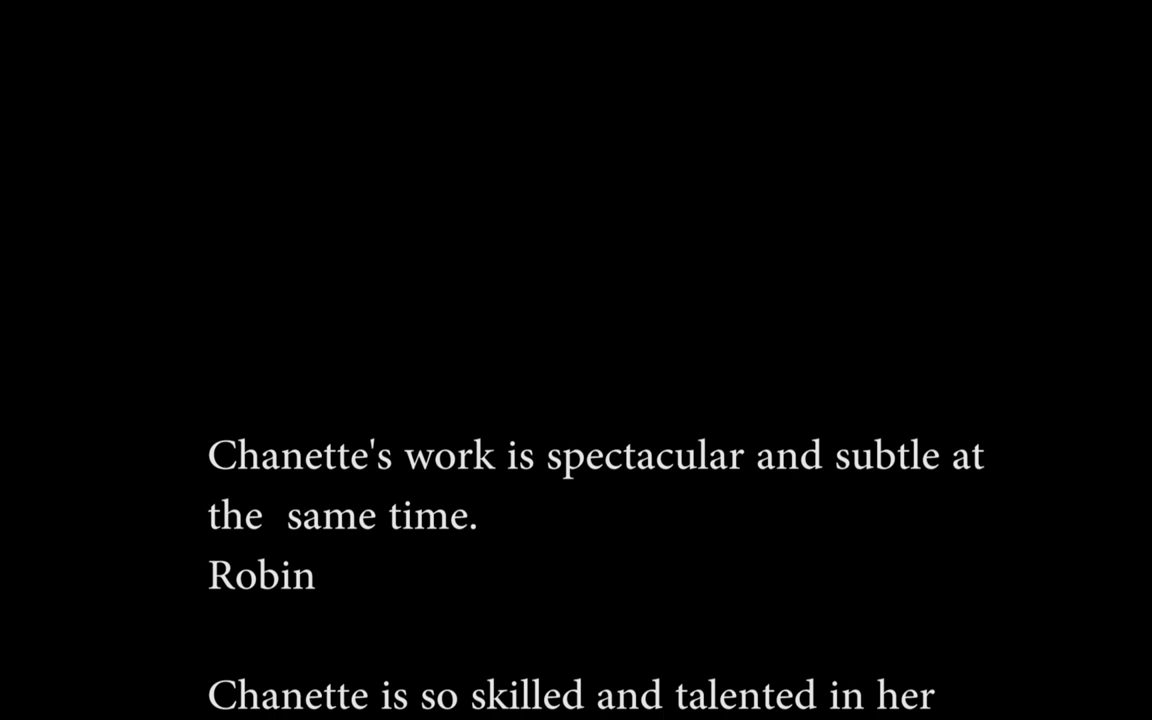 Chanette's work is spectacular and subtle at
the  same time.
Robin
Chanette is so skilled and talented in her